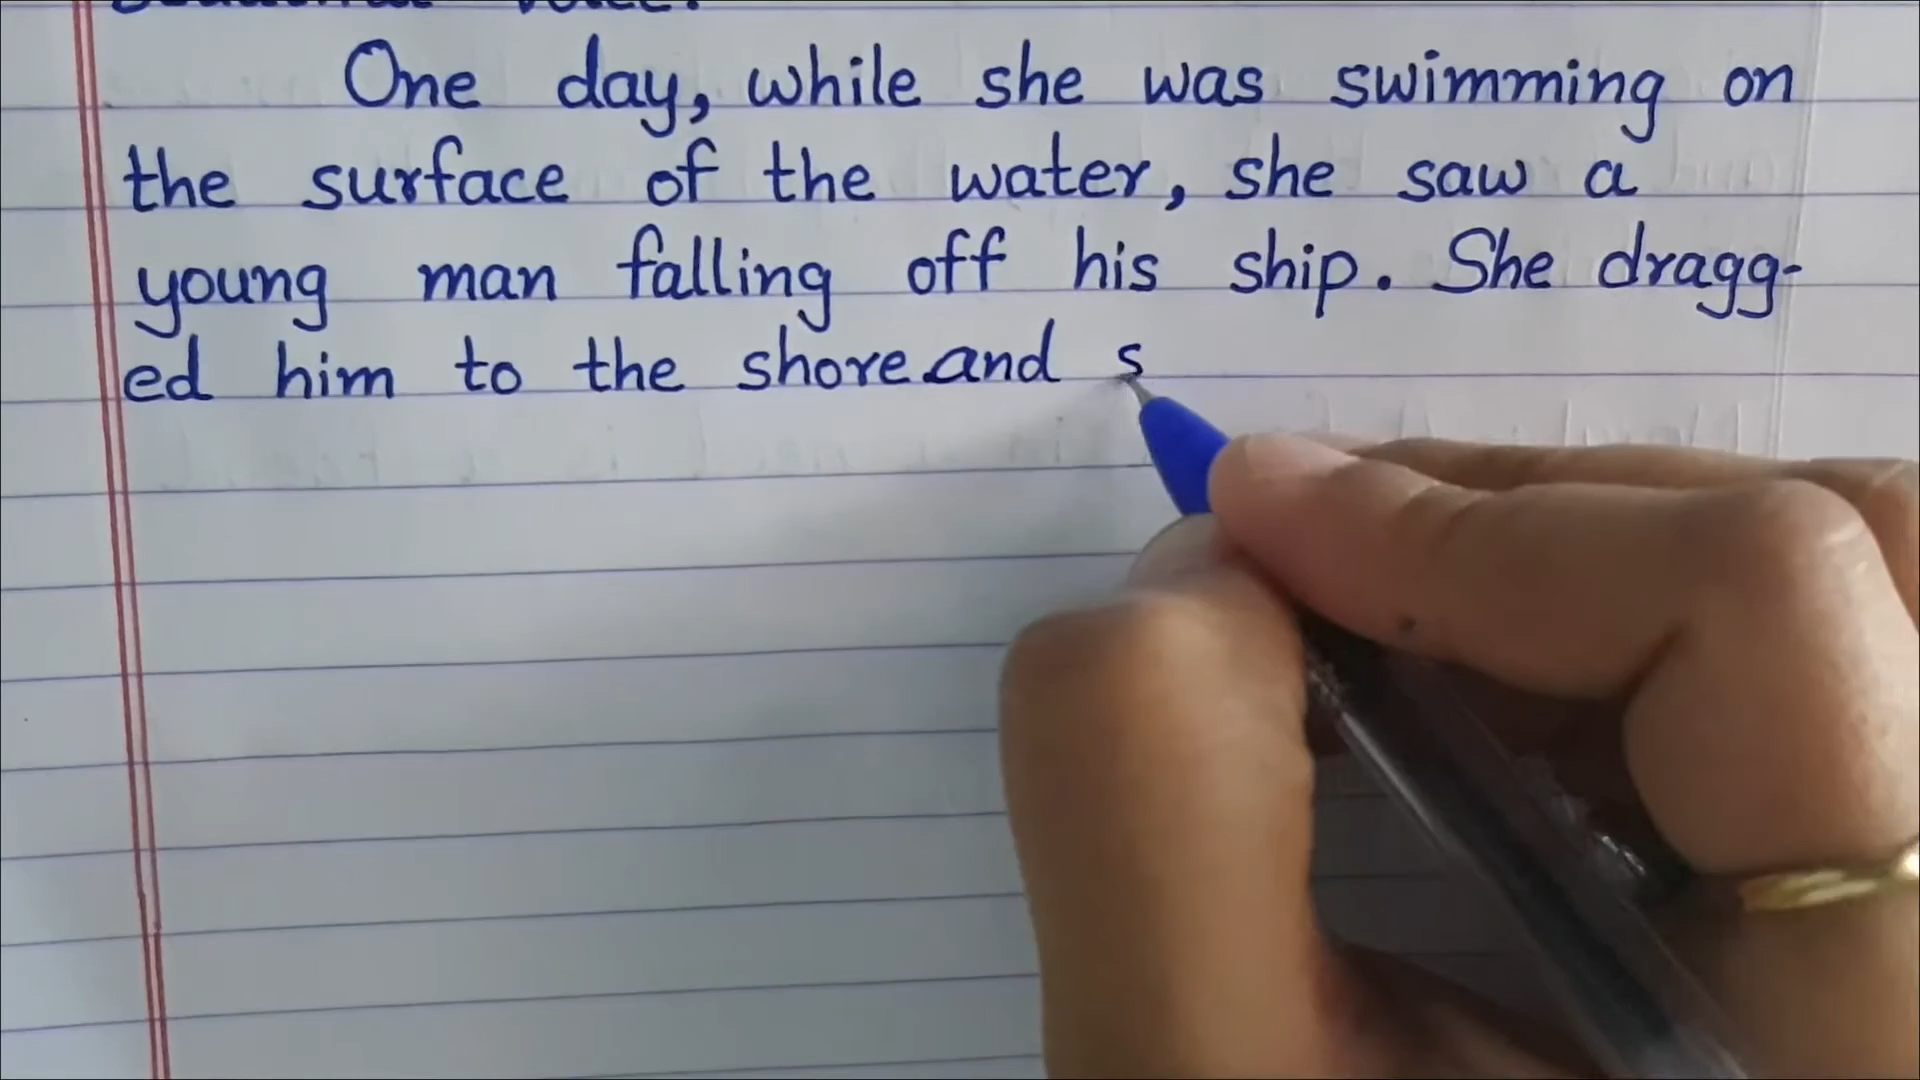 One day, while she was swimming on
the surface of the water, she saw a
young man falling off his ship. She dragg-
ed him to the shore and s